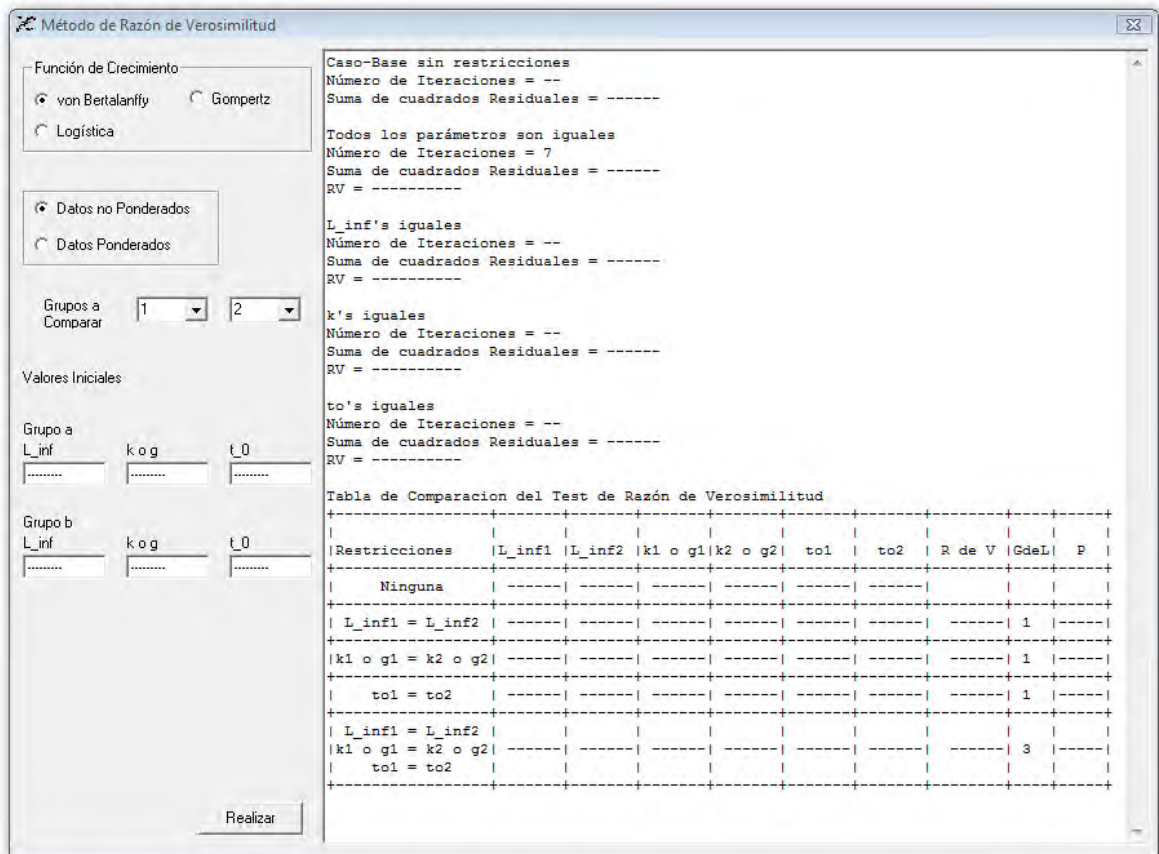 Método de Razón de Verosimilitud
Función de Crecimiento
von Bertalanffy
Gompertz
Logística
Datos no Ponderados
Datos Ponderados
Grupos a
Comparar
1
2
Valores Iniciales
Grupo a
L_inf k o g t_0
--------- --------- ---------
Grupo b
L_inf k o g t_0
--------- --------- ---------
Realizar
Caso-Base sin restricciones
Número de Iteraciones = --
Suma de cuadrados Residuales = ------
Todos los parámetros son iguales
Número de Iteraciones = 7
Suma de cuadrados Residuales = ------
RV = ----------
L_inf's iguales
Número de Iteraciones = --
Suma de cuadrados Residuales = ------
RV = ----------
k's iguales
Número de Iteraciones = --
Suma de cuadrados Residuales = ------
RV = ----------
to's iguales
Número de Iteraciones = --
Suma de cuadrados Residuales = ------
RV = ----------
Tabla de Comparacion del Test de Razón de Verosimilitud
|Restricciones |L_inf1 |L_inf2 |k1 o g1|k2 o g2| to1 | to2 | R de V |GdeL| P |
| Ninguna | ------| ------| ------| ------| ------| ------| | | |
| L_inf1 = L_inf2 | ------| ------| ------| ------| ------| ------| ------| 1 |-----|
|k1 o g1 = k2 o g2| ------| ------| ------| ------| ------| ------| ------| 1 |-----|
| to1 = to2 | ------| ------| ------| ------| ------| ------| ------| 1 |-----|
| L_inf1 = L_inf2 | | | | | | | | | |
|k1 o g1 = k2 o g2| ------| ------| ------| ------| ------| ------| ------| 3 |-----|
| to1 = to2 | | | | | | | | | |